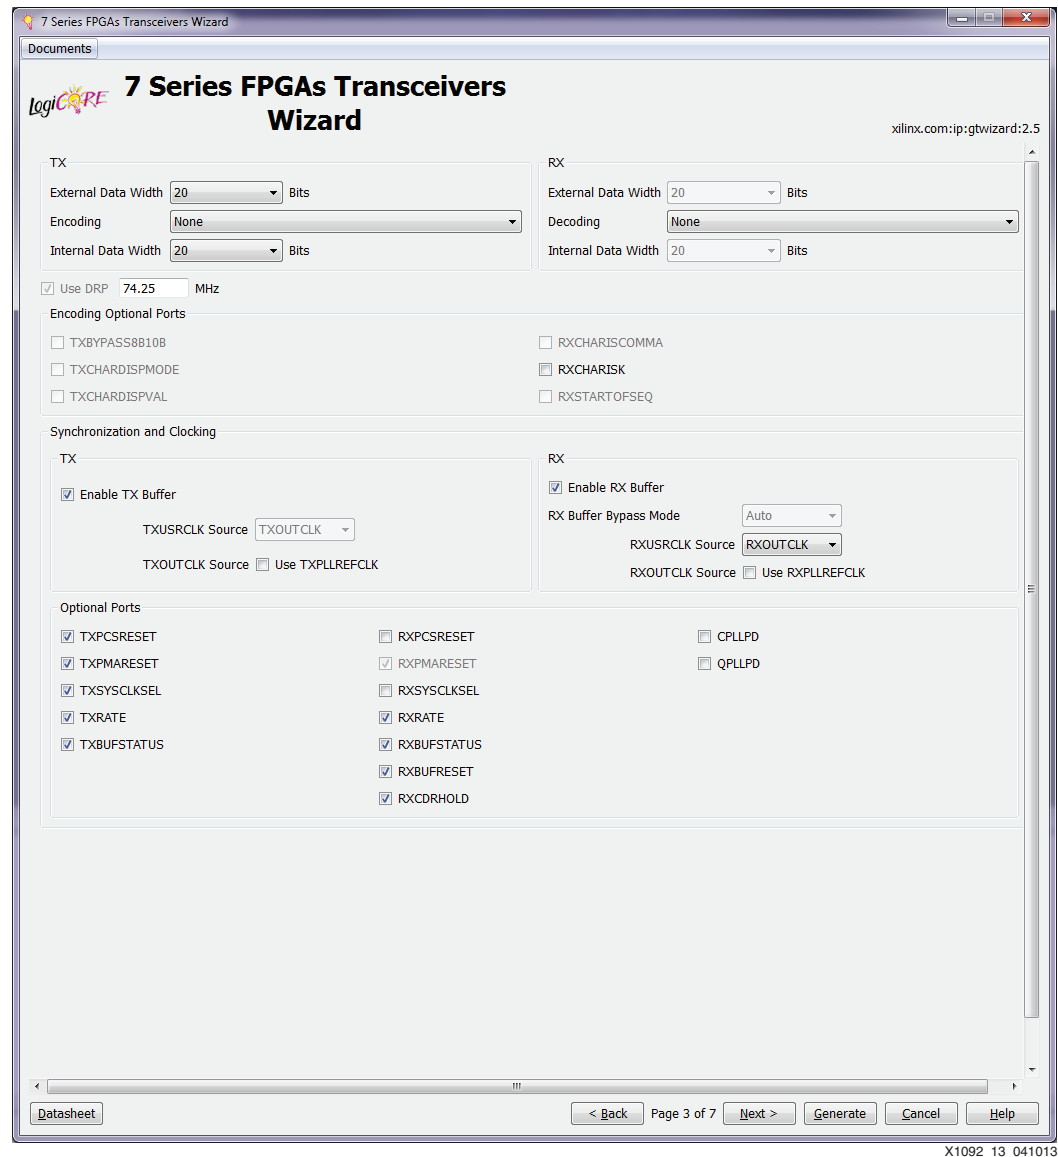 7 Series FPGAs Transceivers Wizard
Documents
LogiCORE
7 Series FPGAs Transceivers
Wizard
xilinx.com:ip:gtwizard:2.5
TX RX
External Data Width 20 Bits External Data Width 20 Bits
Encoding None Decoding None
Internal Data Width 20 Bits Internal Data Width 20 Bits
Use DRP 74.25 MHz
Encoding Optional Ports
TXBYPASS8B10B RXCHARISCOMMA
TXCHARDISPMODE RXCHARISK
TXCHARDISPVAL RXSTARTOFSEQ
Synchronization and Clocking
TX RX
Enable TX Buffer Enable RX Buffer
RX Buffer Bypass Mode Auto
TXUSRCLK Source TXOUTCLK RXUSRCLK Source RXOUTCLK
TXOUTCLK Source Use TXPLLREFCLK RXOUTCLK Source Use RXPLLREFCLK
Optional Ports
TXPCSRESET RXPCSRESET CPLLPD
TXPMARESET RXPMARESET QPLLPD
TXSYSCLKSEL RXSYSCLKSEL
TXRATE RXRATE
TXBUFSTATUS RXBUFSTATUS
RXBUFRESET
RXCDRHOLD
Datasheet < Back Page 3 of 7 Next > Generate Cancel Help
X1092_13_041013